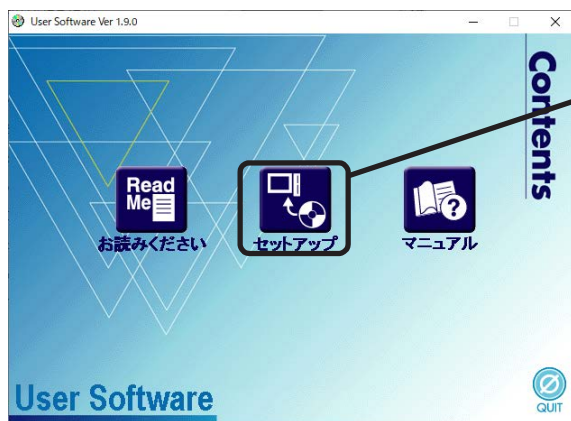 User Software Ver 1.9.0
Contents
Read
Me
お読みください
セットアップ
マニュアル
User Software
QUIT